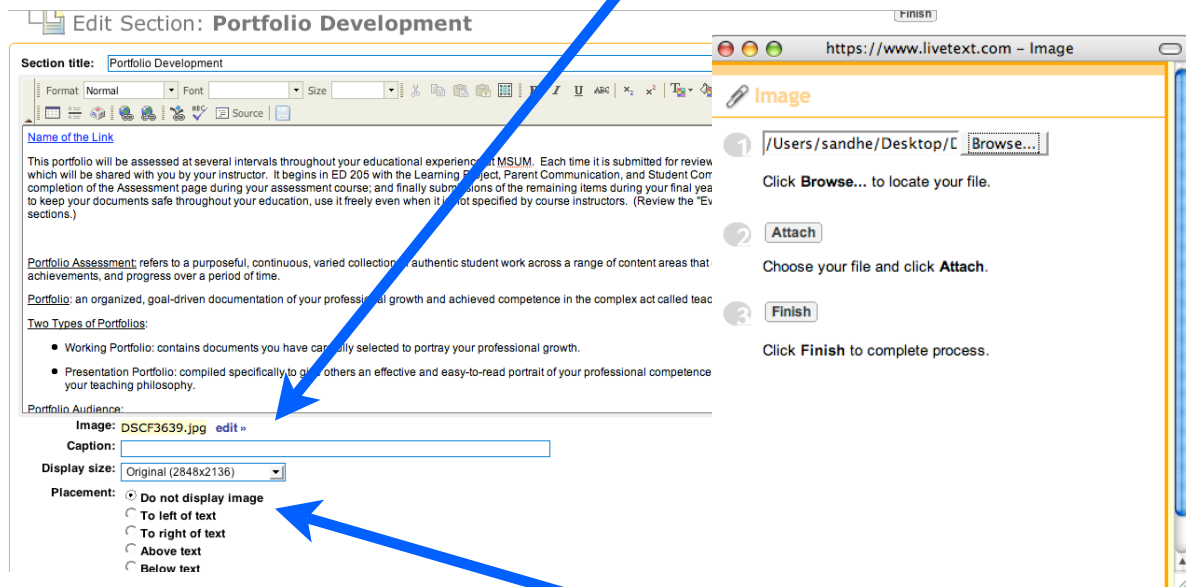 Edit Section: Portfolio Development
Finish
Section title: Portfolio Development
Format Normal Font Size I U ABC x₂ x²
Source
Name of the Link
This portfolio will be assessed at several intervals throughout your educational experience at MSUM. Each time it is submitted for review
which will be shared with you by your instructor. It begins in ED 205 with the Learning Project, Parent Communication, and Student Com
completion of the Assessment page during your assessment course; and finally submissions of the remaining items during your final yea
to keep your documents safe throughout your education, use it freely even when it is not specified by course instructors. (Review the "Ev
sections.)
Portfolio Assessment: refers to a purposeful, continuous, varied collection authentic student work across a range of content areas that
achievements, and progress over a period of time.
Portfolio: an organized, goal-driven documentation of your professional growth and achieved competence in the complex act called teac
Two Types of Portfolios:
• Working Portfolio: contains documents you have carefully selected to portray your professional growth.
• Presentation Portfolio: compiled specifically to give others an effective and easy-to-read portrait of your professional competence
your teaching philosophy.
Portfolio Audience:
Image: DSCF3639.jpg edit »
Caption:
Display size: Original (2848x2136)
Placement: Do not display image
To left of text
To right of text
Above text
Below text
https://www.livetext.com – Image
Image
1 /Users/sandhe/Desktop/D Browse...
Click Browse... to locate your file.
2 Attach
Choose your file and click Attach.
3 Finish
Click Finish to complete process.